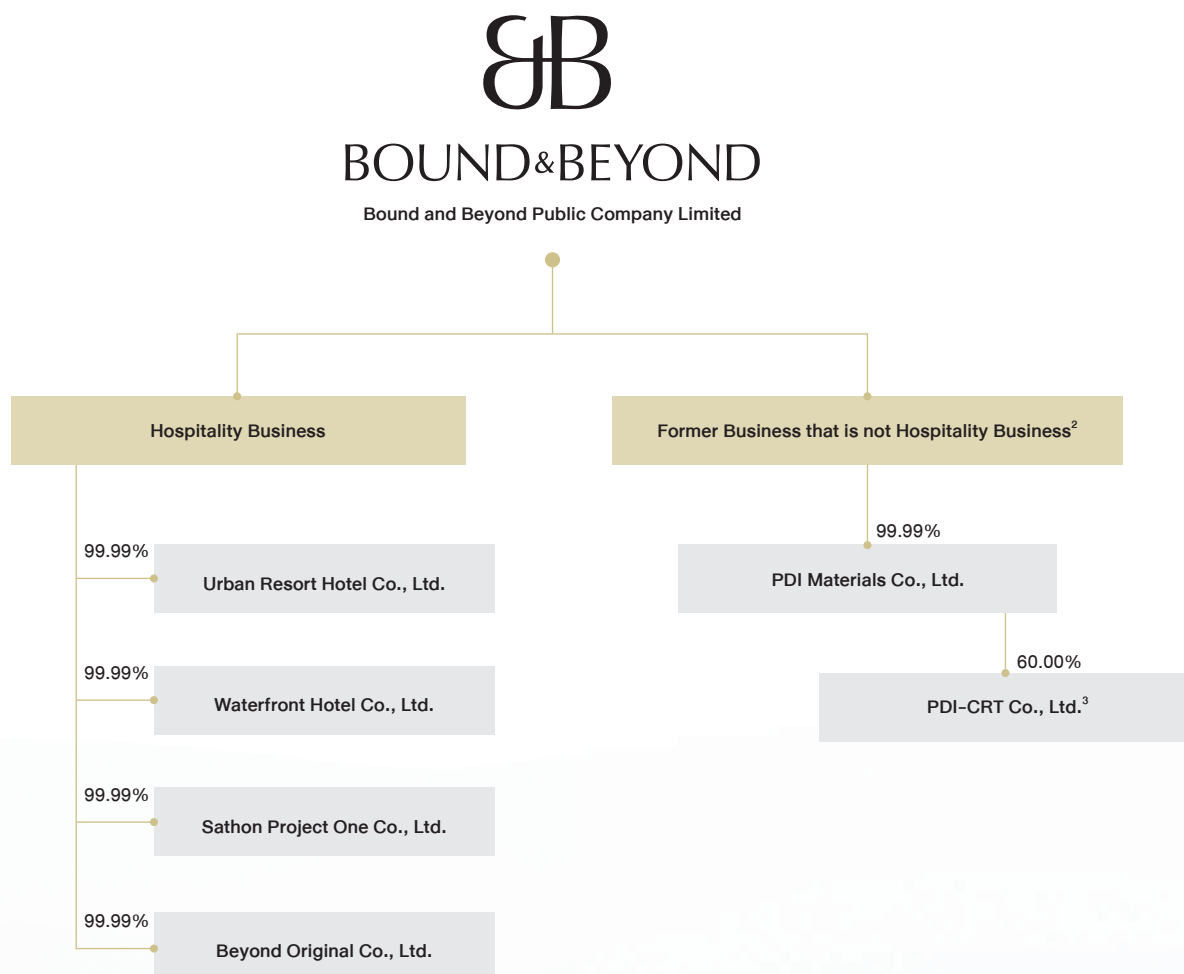 &B
BOUND&BEYOND
Bound and Beyond Public Company Limited
Hospitality Business
Former Business that is not Hospitality Business²
99.99%
Urban Resort Hotel Co., Ltd.
99.99%
Waterfront Hotel Co., Ltd.
99.99%
Sathon Project One Co., Ltd.
99.99%
Beyond Original Co., Ltd.
99.99%
PDI Materials Co., Ltd.
60.00%
PDI-CRT Co., Ltd.³